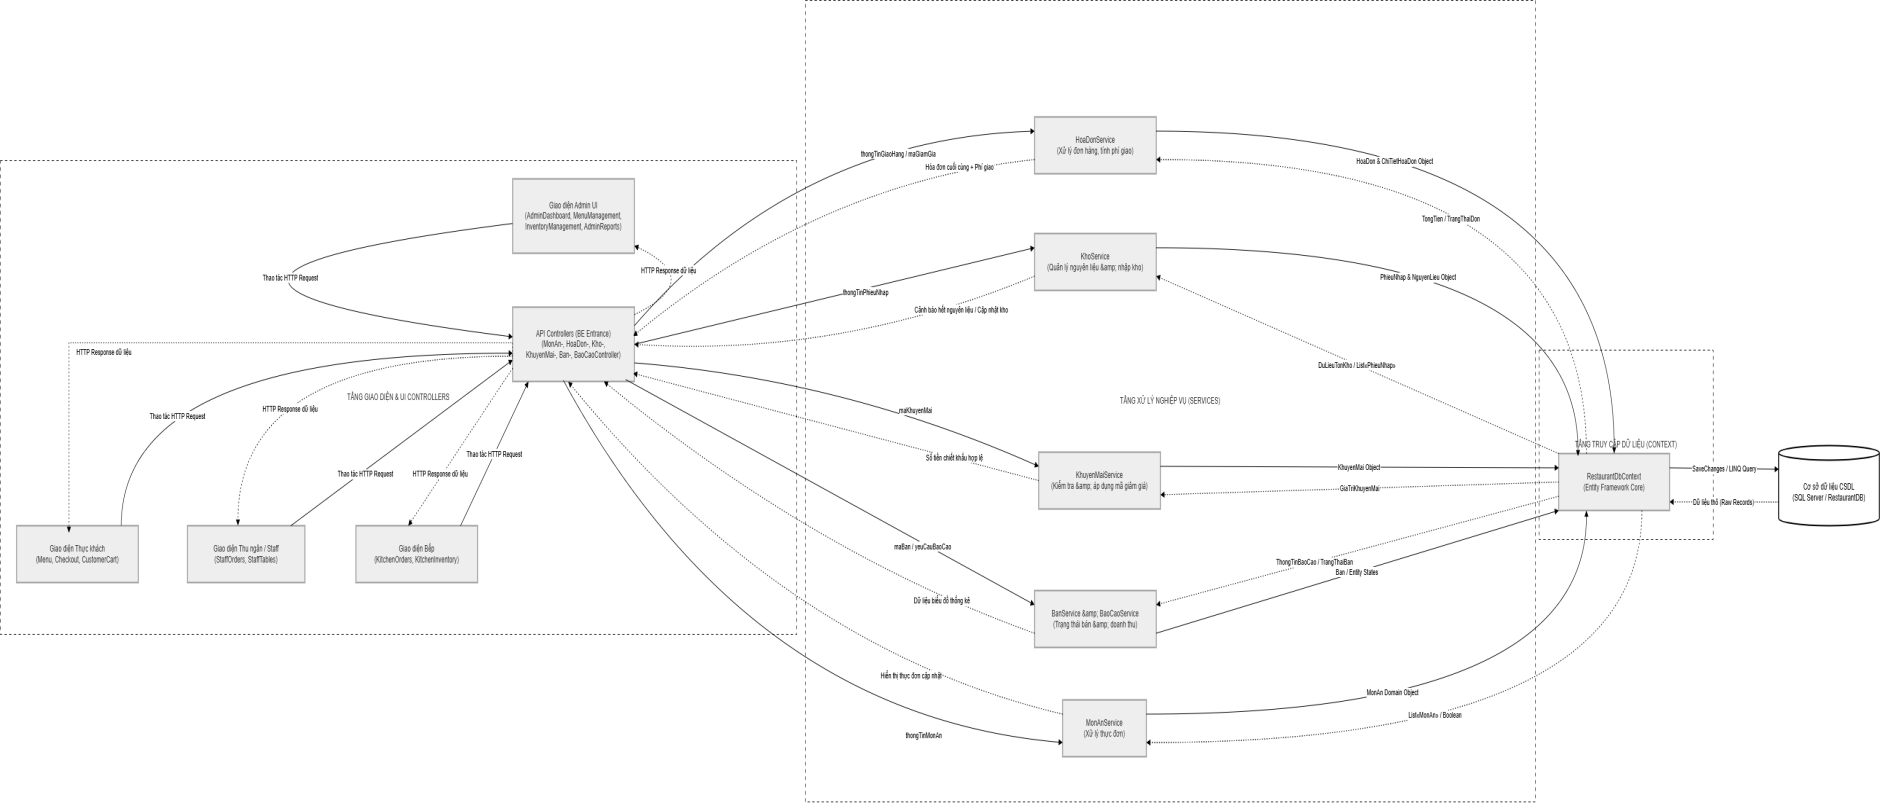 Giao diện Admin UI
(AdminDashboard, MenuManagement,
InventoryManagement, AdminReports)
Thao tác HTTP Request
HTTP Response dữ liệu
API Controllers (BE Entrance)
(MonAn-, HoaDon-, Kho-,
KhuyenMai-, Ban-, BaoCaoController)
HTTP Response dữ liệu
Thao tác HTTP Request
HTTP Response dữ liệu
TẦNG GIAO DIỆN & UI CONTROLLERS
Thao tác HTTP Request
HTTP Response dữ liệu
Thao tác HTTP Request
Giao diện Thực khách
(Menu, Checkout, CustomerCart)
Giao diện Thu ngân / Staff
(StaffOrders, StaffTables)
Giao diện Bếp
(KitchenOrders, KitchenInventory)
thongTinGiaoHang / maGiamGia
Hóa đơn cuối cùng + Phí giao
thongTinPhieuNhap
Cảnh báo hết nguyên liệu / Cập nhật kho
maKhuyenMai
Số tiền chiết khấu hợp lệ
maBan / yeuCauBaoCao
Dữ liệu biểu đồ thống kê
Hiển thị thực đơn cập nhật
thongTinMonAn
HoaDonService
(Xử lý đơn hàng, tính phí giao)
KhoService
(Quản lý nguyên liệu &amp; nhập kho)
TẦNG XỬ LÝ NGHIỆP VỤ (SERVICES)
KhuyenMaiService
(Kiểm tra &amp; áp dụng mã giảm giá)
BanService &amp; BaoCaoService
(Trạng thái bàn &amp; doanh thu)
MonAnService
(Xử lý thực đơn)
HoaDon & ChiTietHoaDon Object
TongTien / TrangThaiDon
PhieuNhap & NguyenLieu Object
DuLieuTonKho / List«PhieuNhap»
KhuyenMai Object
GiaTriKhuyenMai
ThongTinBaoCao / TrangThaiBan
Ban / Entity States
MonAn Domain Object
List«MonAn» / Boolean
TẦNG TRUY CẬP DỮ LIỆU (CONTEXT)
RestaurantDbContext
(Entity Framework Core)
SaveChanges / LINQ Query
Dữ liệu thô (Raw Records)
Cơ sở dữ liệu CSDL
(SQL Server / RestaurantDB)